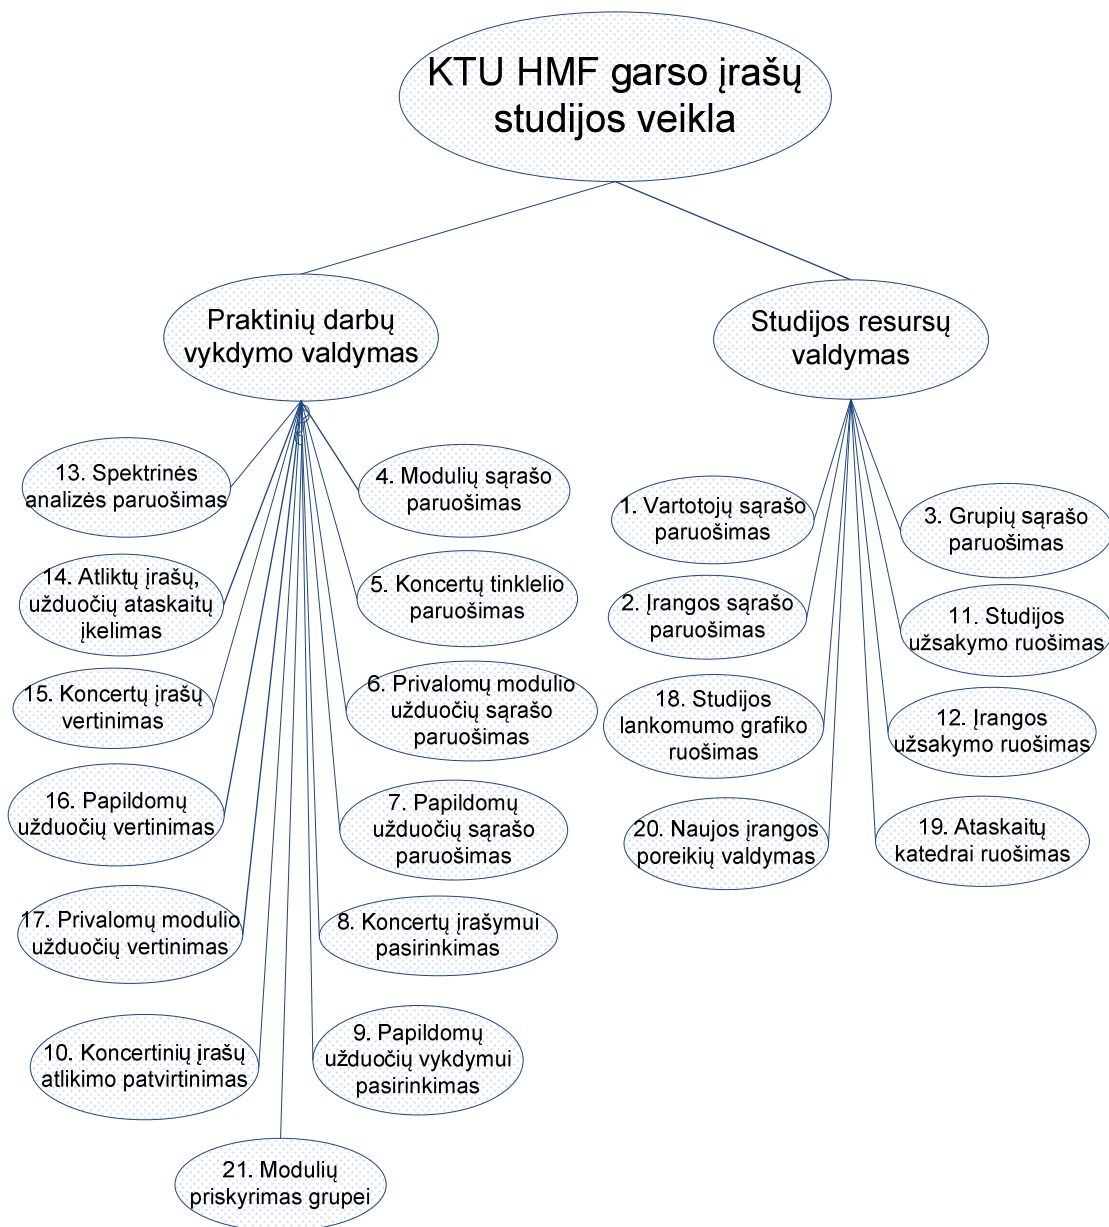 KTU HMF garso įrašų
studijos veikla
Praktinių darbų
vykdymo valdymas
Studijos resursų
valdymas
13. Spektrinės
analizės paruošimas
4. Modulių sąrašo
paruošimas
14. Atliktų įrašų,
užduočių ataskaitų
įkėlimas
5. Koncertų tinklelio
paruošimas
15. Koncertų įrašų
vertinimas
6. Privalomų modulio
užduočių sąrašo
paruošimas
16. Papildomų
užduočių vertinimas
7. Papildomų
užduočių sąrašo
paruošimas
17. Privalomų modulio
užduočių vertinimas
8. Koncertų įrašymui
pasirinkimas
10. Koncertinių įrašų
atlikimo patvirtinimas
9. Papildomų
užduočių vykdymui
pasirinkimas
21. Modulių
priskyrimas grupei
1. Vartotojų sąrašo
paruošimas
3. Grupių sąrašo
paruošimas
2. Įrangos sąrašo
paruošimas
11. Studijos
užsakymo ruošimas
18. Studijos
lankomumo grafiko
ruošimas
12. Įrangos
užsakymo ruošimas
20. Naujos įrangos
poreikių valdymas
19. Ataskaitų
katedrai ruošimas